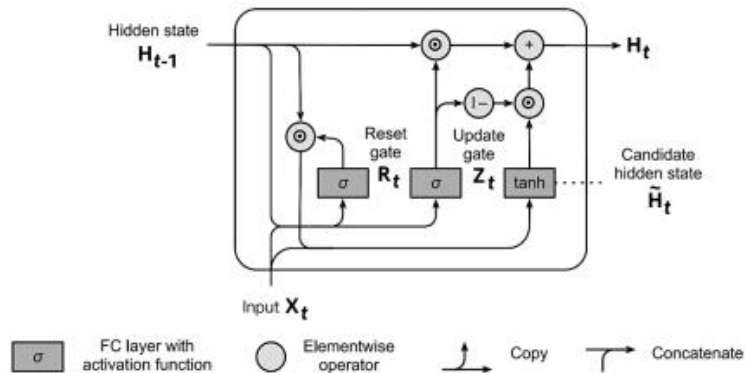 Hidden state
H_{t-1}
H_t
Reset
gate R_t
Update
gate Z_t
1−
+
⊙
⊙
⊙
σ
σ
tanh
Candidate
hidden state
H̃_t
Input X_t
σ
FC layer with
activation function
Elementwise
operator
Copy
Concatenate